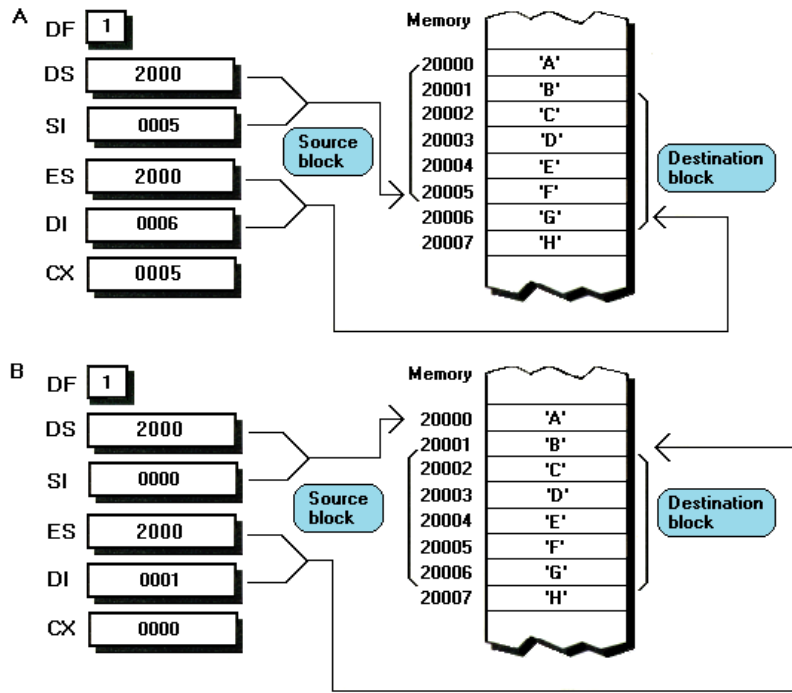 A
DF 1
DS 2000
SI 0005
ES 2000
DI 0006
CX 0005
Source
block
Memory
20000 'A'
20001 'B'
20002 'C'
20003 'D'
20004 'E'
20005 'F'
20006 'G'
20007 'H'
Destination
block
B
DF 1
DS 2000
SI 0000
ES 2000
DI 0001
CX 0000
Source
block
Memory
20000 'A'
20001 'B'
20002 'C'
20003 'D'
20004 'E'
20005 'F'
20006 'G'
20007 'H'
Destination
block